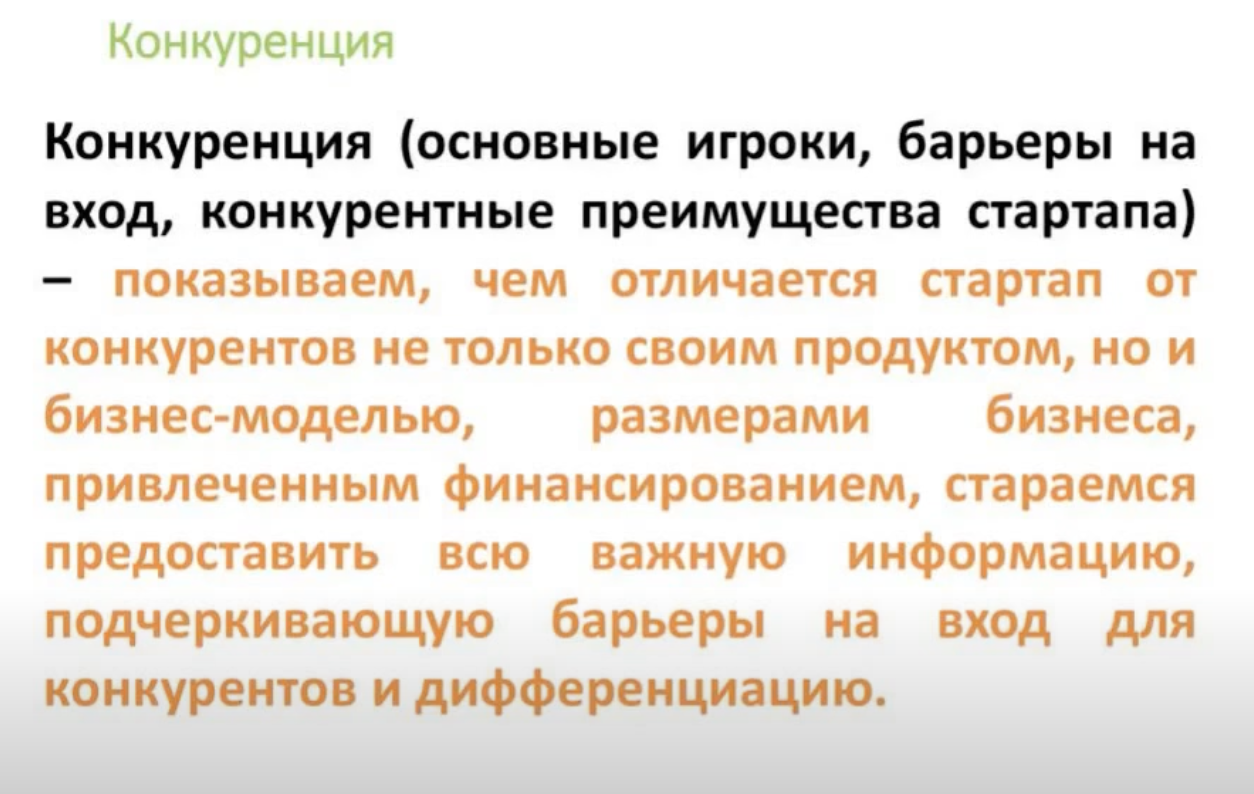 Конкуренция
Конкуренция (основные игроки, барьеры на
вход, конкурентные преимущества стартапа)
– показываем, чем отличается стартап от
конкурентов не только своим продуктом, но и
бизнес-моделью, размерами бизнеса,
привлеченным финансированием, стараемся
предоставить всю важную информацию,
подчеркивающую барьеры на вход для
конкурентов и дифференциацию.